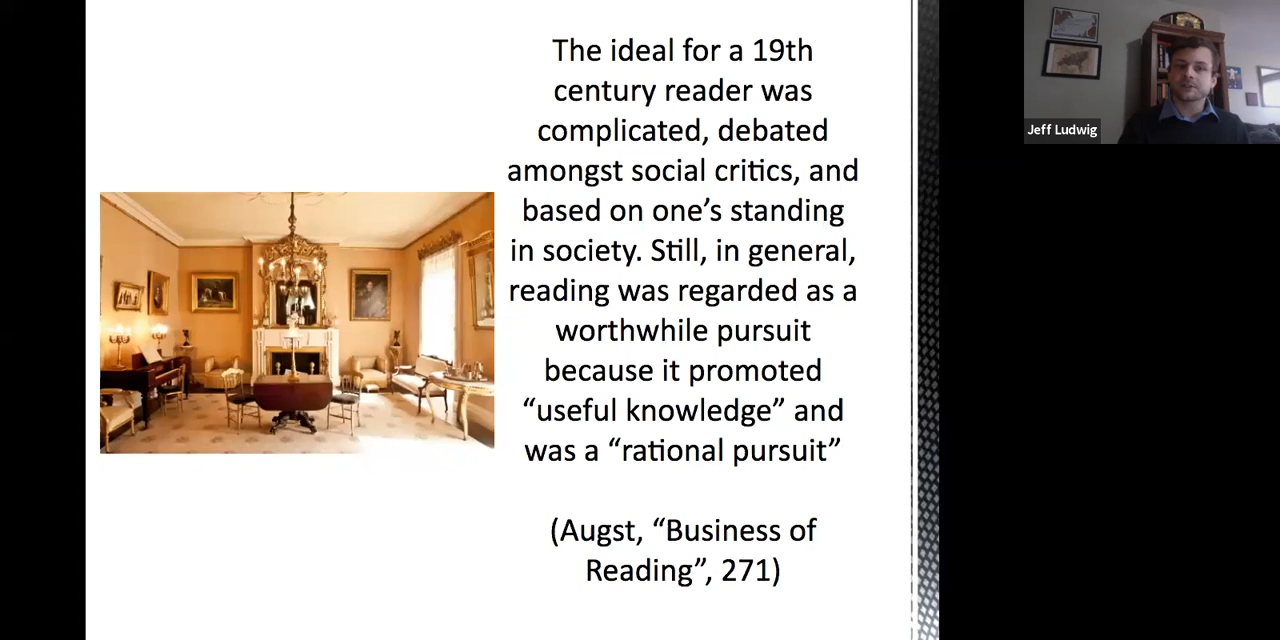 The ideal for a 19th
century reader was
complicated, debated
amongst social critics, and
based on one’s standing
in society. Still, in general,
reading was regarded as a
worthwhile pursuit
because it promoted
“useful knowledge” and
was a “rational pursuit”
(Augst, “Business of
Reading”, 271)
Jeff Ludwig